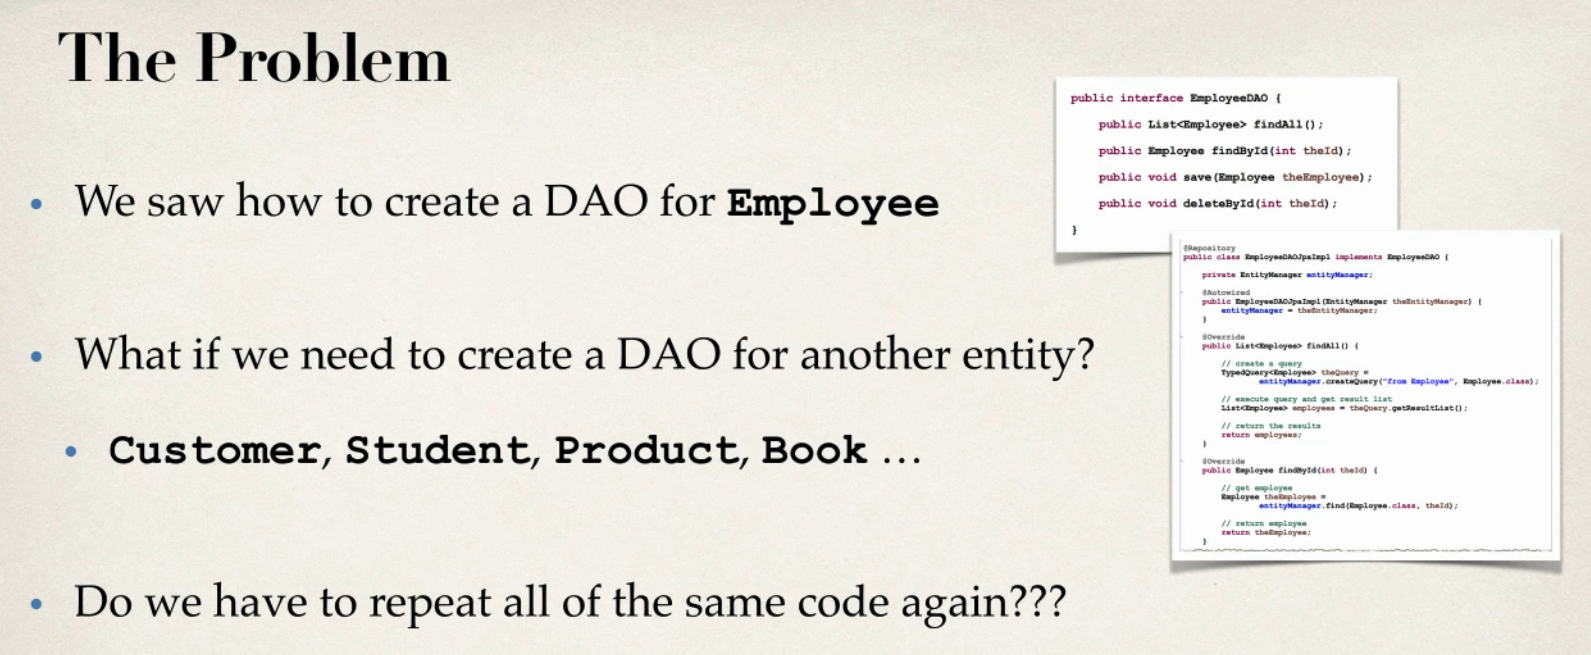 The Problem
• We saw how to create a DAO for Employee
• What if we need to create a DAO for another entity?
• Customer, Student, Product, Book ...
• Do we have to repeat all of the same code again???
public interface EmployeeDAO {
public List<Employee> findAll();
public Employee findById(int theId);
public void save(Employee theEmployee);
public void deleteById(int theId);
}
@Repository
public class EmployeeDAOJpaImpl implements EmployeeDAO {
private EntityManager entityManager;
@Autowired
public EmployeeDAOJpaImpl(EntityManager theEntityManager) {
entityManager = theEntityManager;
}
@Override
public List<Employee> findAll() {
// create a query
TypedQuery<Employee> theQuery =
entityManager.createQuery("from Employee", Employee.class);
// execute query and get result list
List<Employee> employees = theQuery.getResultList();
// return the results
return employees;
}
@Override
public Employee findById(int theId) {
// get employee
Employee theEmployee =
entityManager.find(Employee.class, theId);
// return employee
return theEmployee;
}